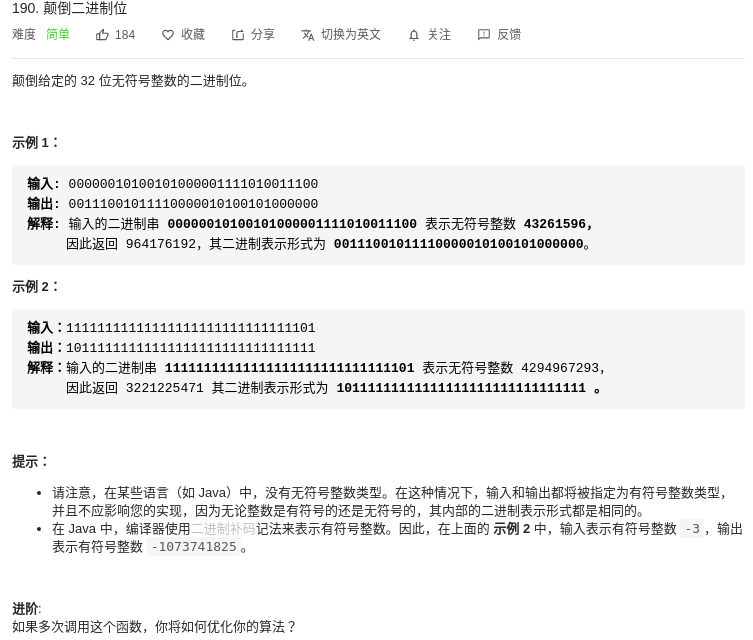 190. 颠倒二进制位
难度 简单 184 收藏 分享 切换为英文 关注 反馈
颠倒给定的 32 位无符号整数的二进制位。
示例 1：
输入: 00000010100101000001111010011100
输出: 00111001011110000010100101000000
解释: 输入的二进制串 00000010100101000001111010011100 表示无符号整数 43261596，
因此返回 964176192，其二进制表示形式为 00111001011110000010100101000000。
示例 2：
输入：11111111111111111111111111111101
输出：10111111111111111111111111111111
解释：输入的二进制串 11111111111111111111111111111101 表示无符号整数 4294967293，
因此返回 3221225471 其二进制表示形式为 10111111111111111111111111111111 。
提示：
• 请注意，在某些语言（如 Java）中，没有无符号整数类型。在这种情况下，输入和输出都将被指定为有符号整数类型，
并且不应影响您的实现，因为无论整数是有符号的还是无符号的，其内部的二进制表示形式都是相同的。
• 在 Java 中，编译器使用二进制补码记法来表示有符号整数。因此，在上面的 示例 2 中，输入表示有符号整数 -3，输出
表示有符号整数 -1073741825。
进阶:
如果多次调用这个函数，你将如何优化你的算法？